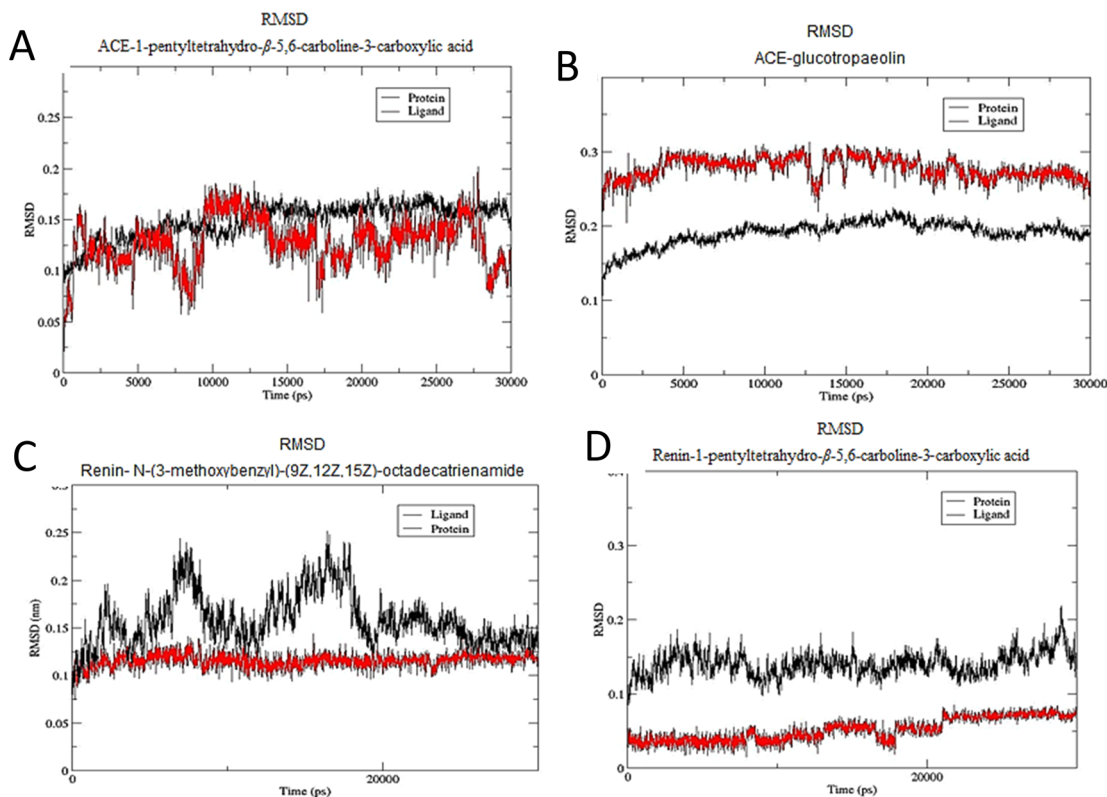 A
RMSD
ACE-1-pentyltetrahydro-β-5,6-carboline-3-carboxylic acid
Protein
Ligand
RMSD
0.25
0.2
0.15
0.1
0.05
0
0 5000 10000 15000 20000 25000 30000
Time (ps)
B
RMSD
ACE-glucotropaeolin
Protein
Ligand
RMSD
0.3
0.2
0.1
0 5000 10000 15000 20000 25000 30000
Time (ps)
C
RMSD
Renin- N-(3-methoxybenzyl)-(9Z,12Z,15Z)-octadecatrienamide
Ligand
Protein
RMSD (nm)
0.25
0.2
0.15
0.1
0.05
0
0 20000
Time (ps)
D
RMSD
Renin-1-pentyltetrahydro-β-5,6-carboline-3-carboxylic acid
Protein
Ligand
RMSD
0.3
0.2
0.1
0
0 20000
Time (ps)